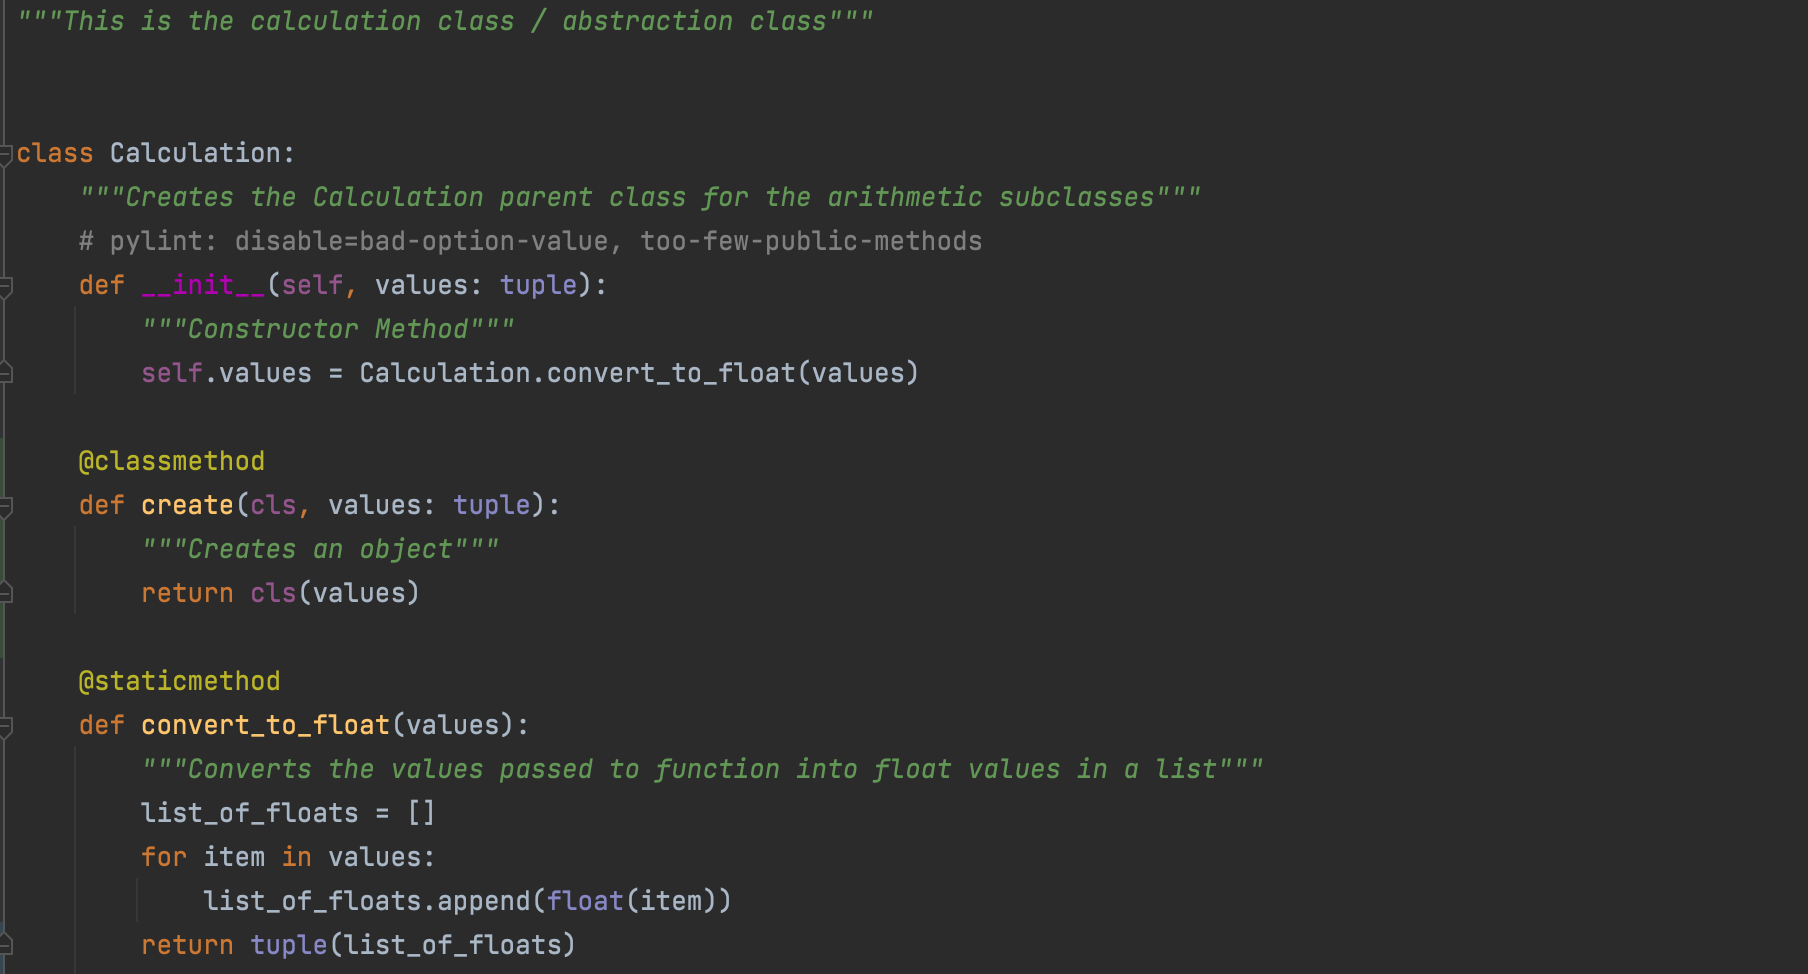 """This is the calculation class / abstraction class"""
class Calculation:
    """Creates the Calculation parent class for the arithmetic subclasses"""
    # pylint: disable=bad-option-value, too-few-public-methods
    def __init__(self, values: tuple):
        """Constructor Method"""
        self.values = Calculation.convert_to_float(values)
    @classmethod
    def create(cls, values: tuple):
        """Creates an object"""
        return cls(values)
    @staticmethod
    def convert_to_float(values):
        """Converts the values passed to function into float values in a list"""
        list_of_floats = []
        for item in values:
            list_of_floats.append(float(item))
        return tuple(list_of_floats)